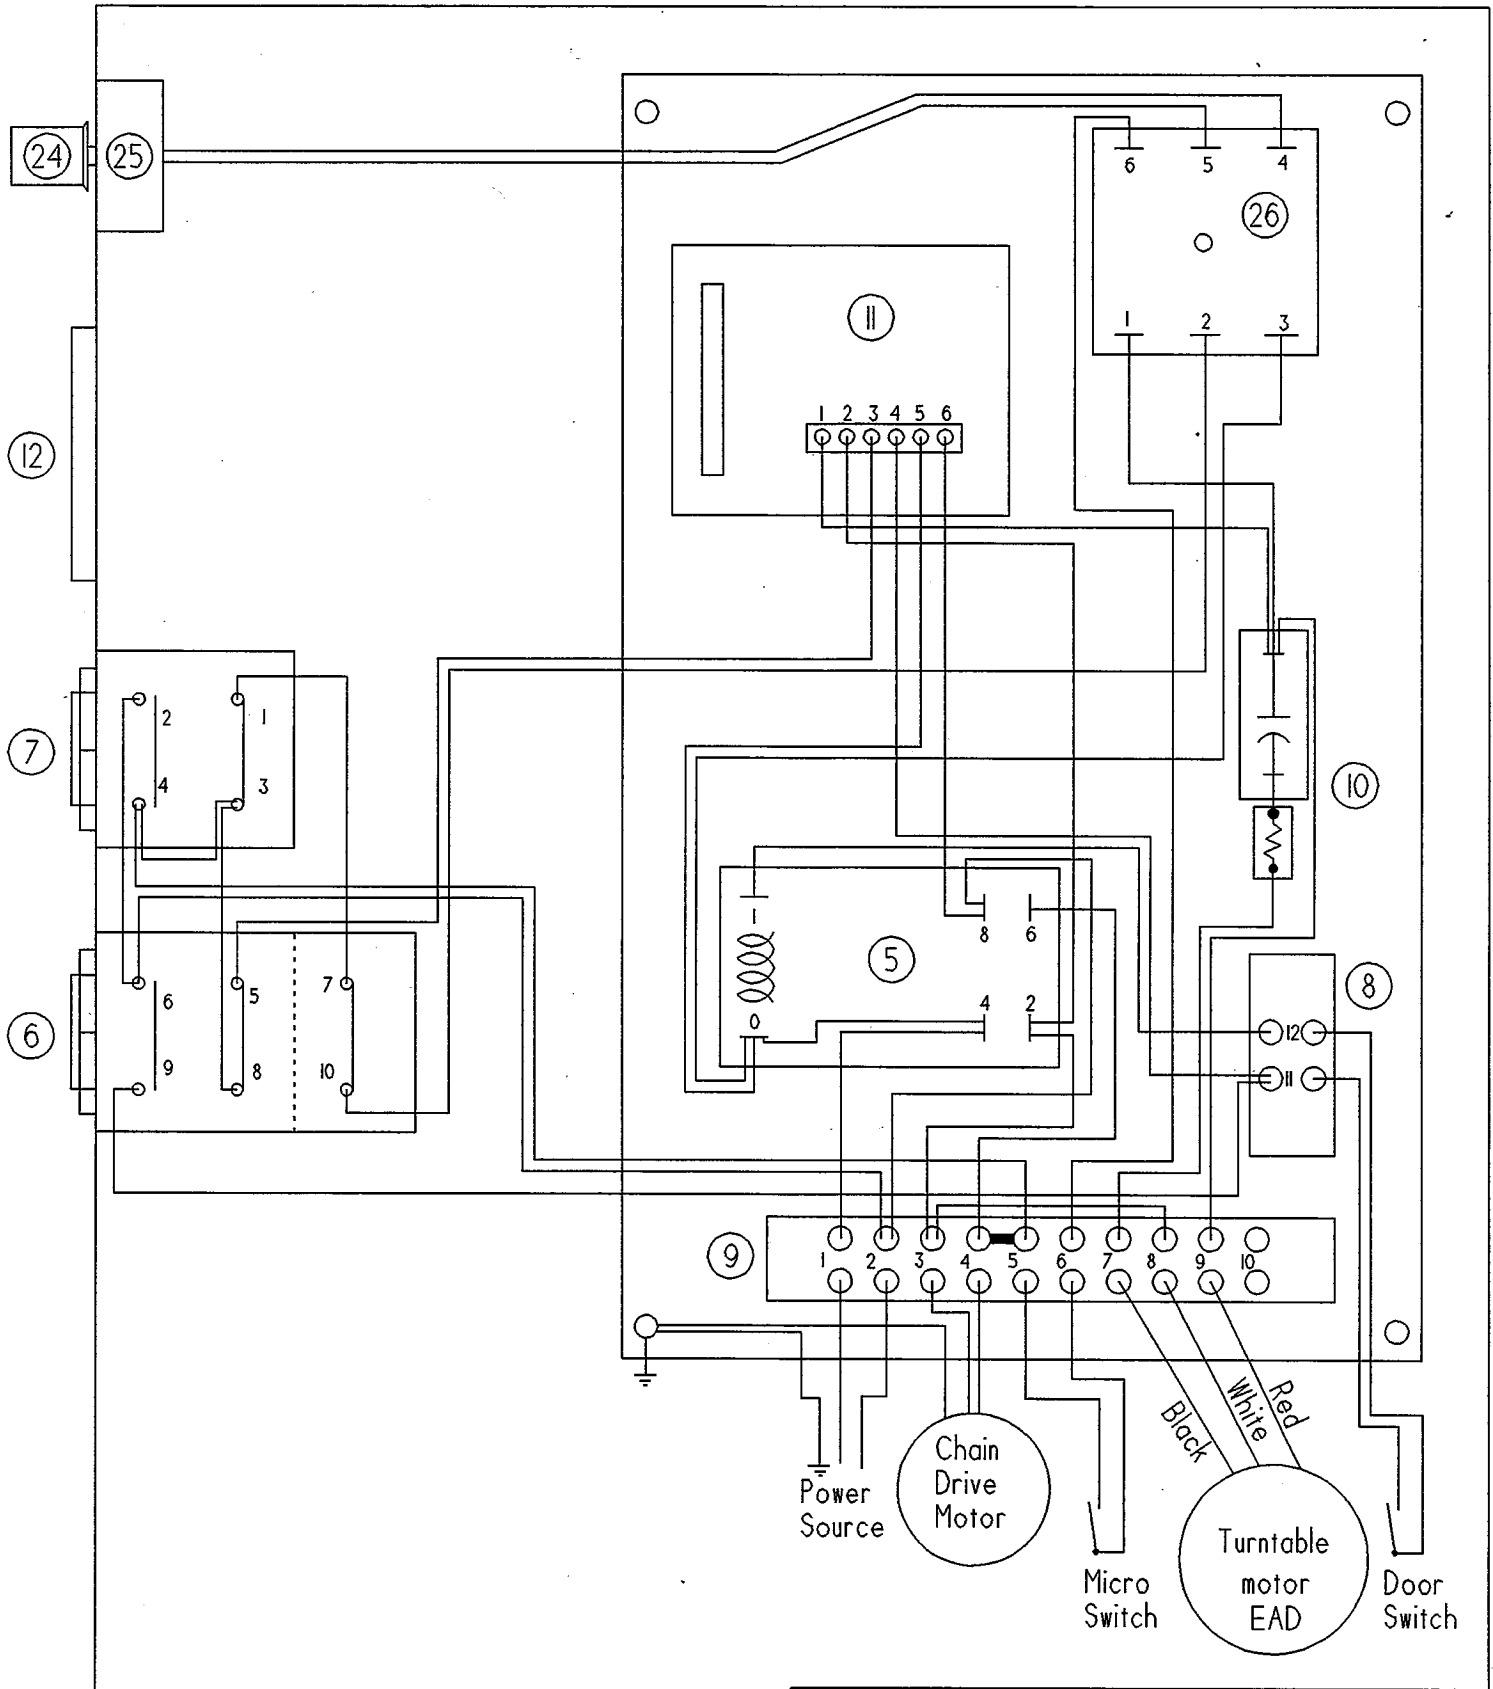 24
25
6 5 4
26
11
1 2 3
1 2 3 4 5 6
12
2 1
7
4 3
10
8 6
5
8
6 5 7
6
4 2
0
12
9 8 10
11
9
1 2 3 4 5 6 7 8 9 10
Black
White
Red
Power
Source
Chain
Drive
Motor
Micro
Switch
Turntable
motor
EAD
Door
Switch